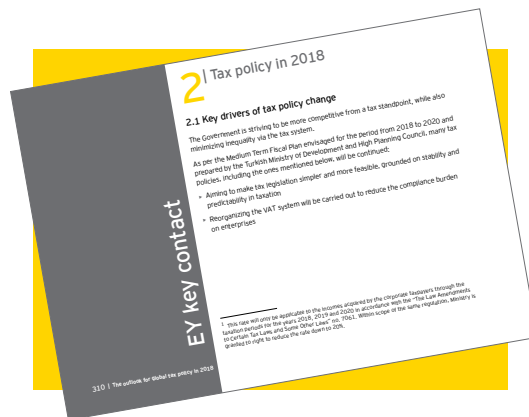 2 | Tax policy in 2018
2.1 Key drivers of tax policy change
The Government is striving to be more competitive from a tax standpoint, while also
minimizing inequality via the tax system.
As per the Medium Term Fiscal Plan envisaged for the period from 2018 to 2020 and
prepared by the Turkish Ministry of Development and High Planning Council, many tax
policies, including the ones mentioned below, will be continued:
» Aiming to make tax legislation simpler and more feasible, grounded on stability and
predictability in taxation
» Reorganizing the VAT system will be carried out to reduce the compliance burden
on enterprises
EY key contact
1 This rate will only be applicable to the incomes acquired by the corporate taxpayers through the
taxation periods for the years 2018, 2019 and 2020 in accordance with the "The Law Amendments
to Certain Tax Laws and Some Other Laws" no. 7061. Within scope of the same regulation, Ministry is
granted to right to reduce the rate down to 20%.
310 | The outlook for Global tax policy in 2018